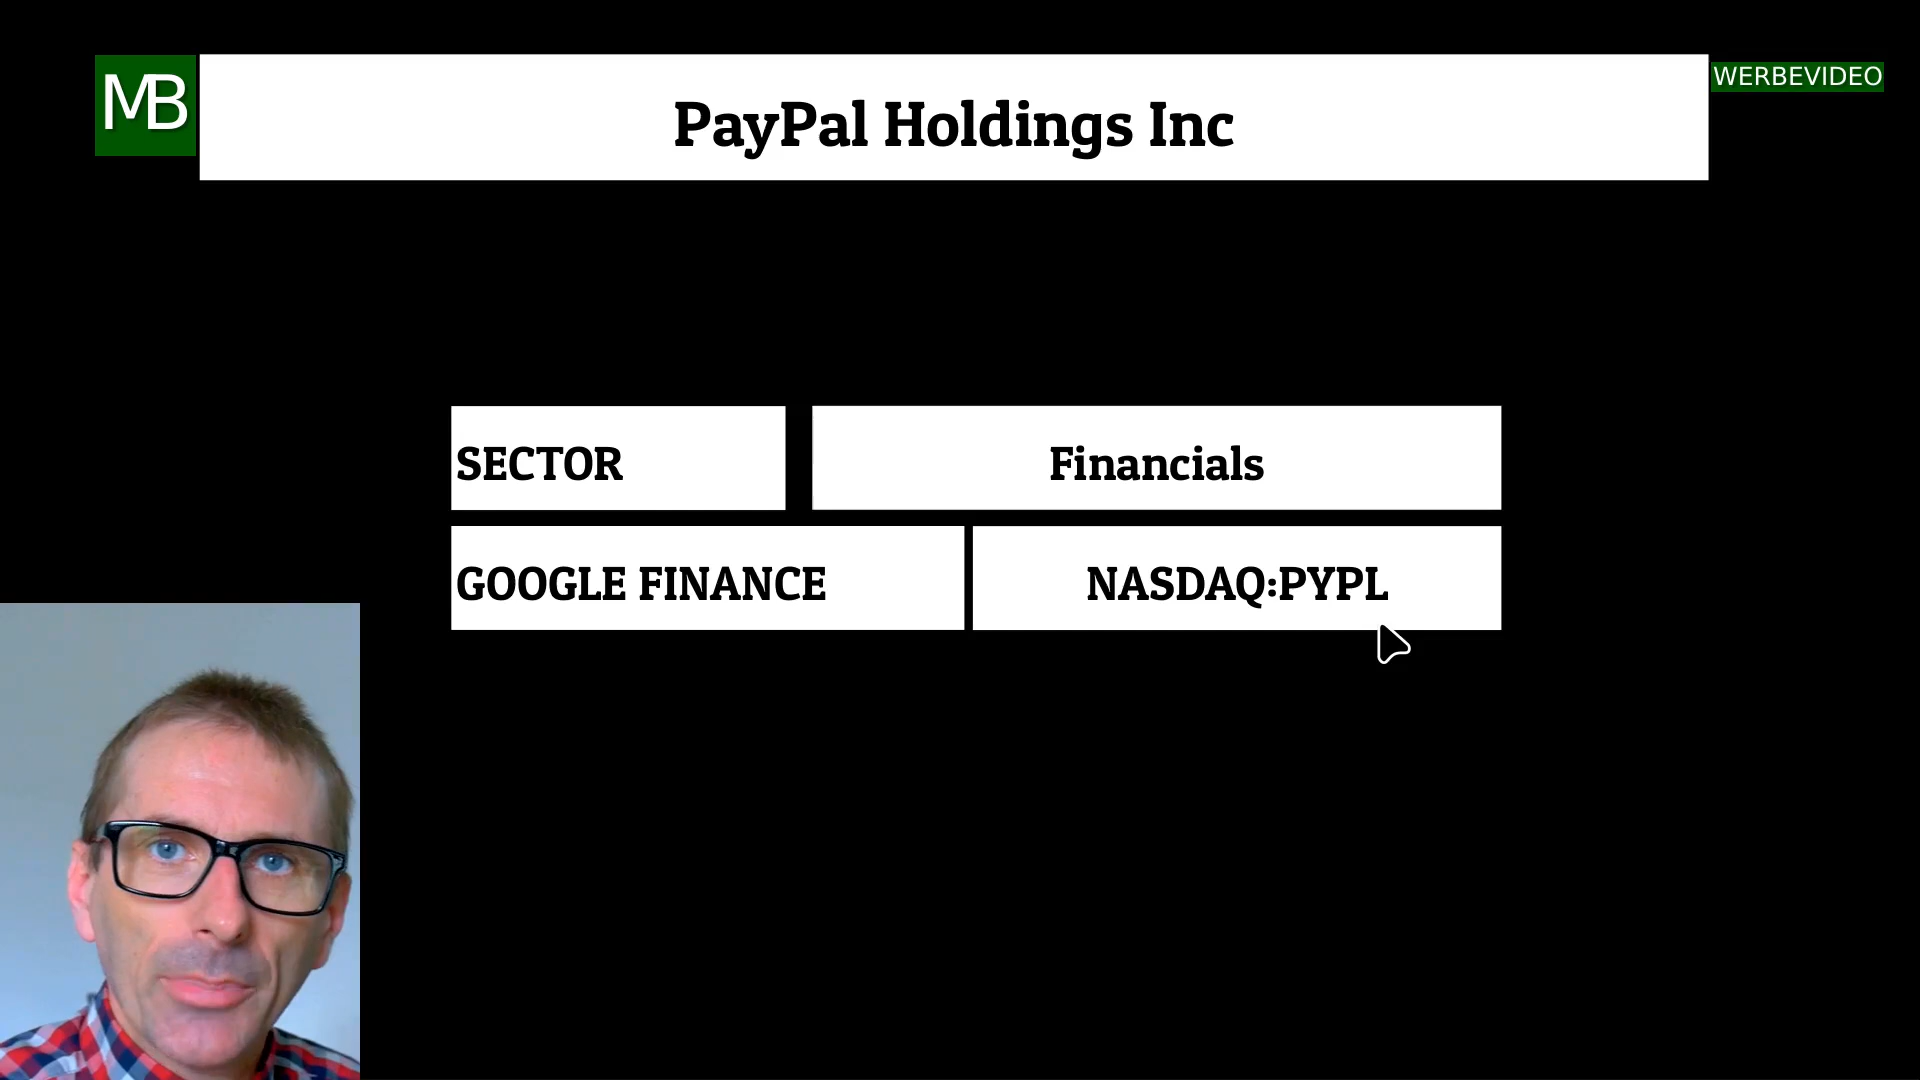 MB
PayPal Holdings Inc
WERBEVIDEO
SECTOR
Financials
GOOGLE FINANCE
NASDAQ:PYPL